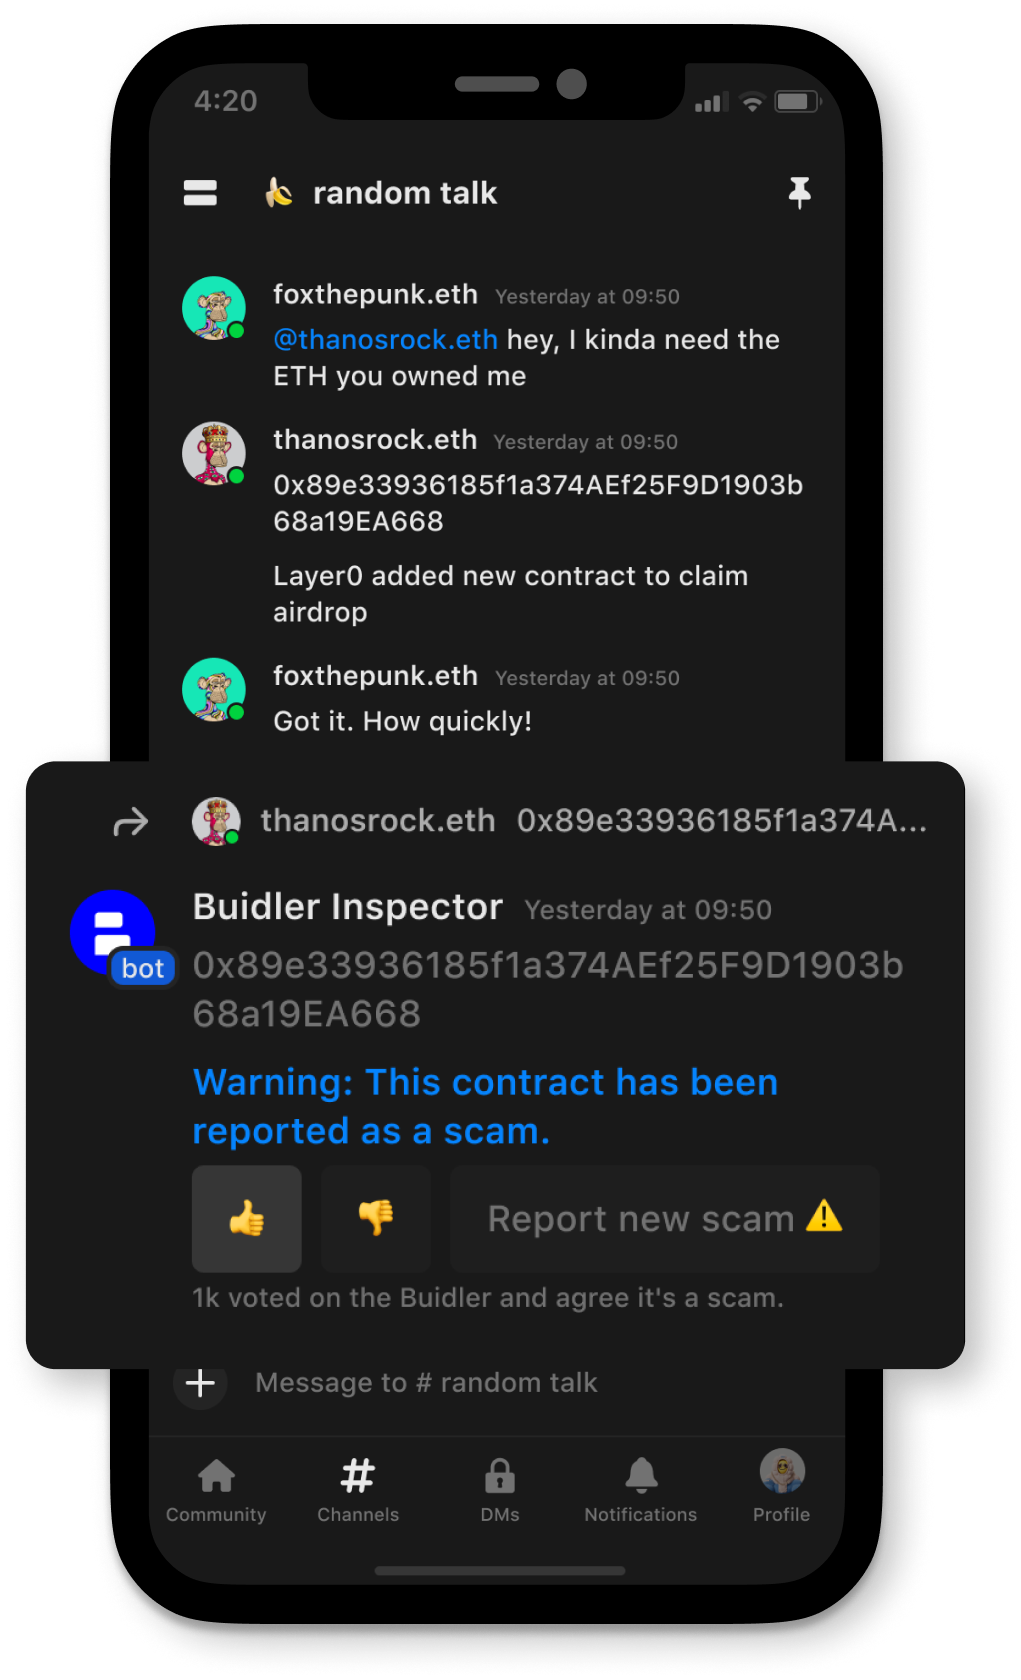 4:20
random talk
foxthepunk.eth Yesterday at 09:50
@thanosrock.eth hey, I kinda need the
ETH you owned me
thanosrock.eth Yesterday at 09:50
0x89e33936185f1a374AEf25F9D1903b
68a19EA668
Layer0 added new contract to claim
airdrop
foxthepunk.eth Yesterday at 09:50
Got it. How quickly!
thanosrock.eth 0x89e33936185f1a374A...
Buidler Inspector Yesterday at 09:50
bot
0x89e33936185f1a374AEf25F9D1903b
68a19EA668
Warning: This contract has been
reported as a scam.
Report new scam
1k voted on the Buidler and agree it's a scam.
Message to # random talk
Community Channels DMs Notifications Profile